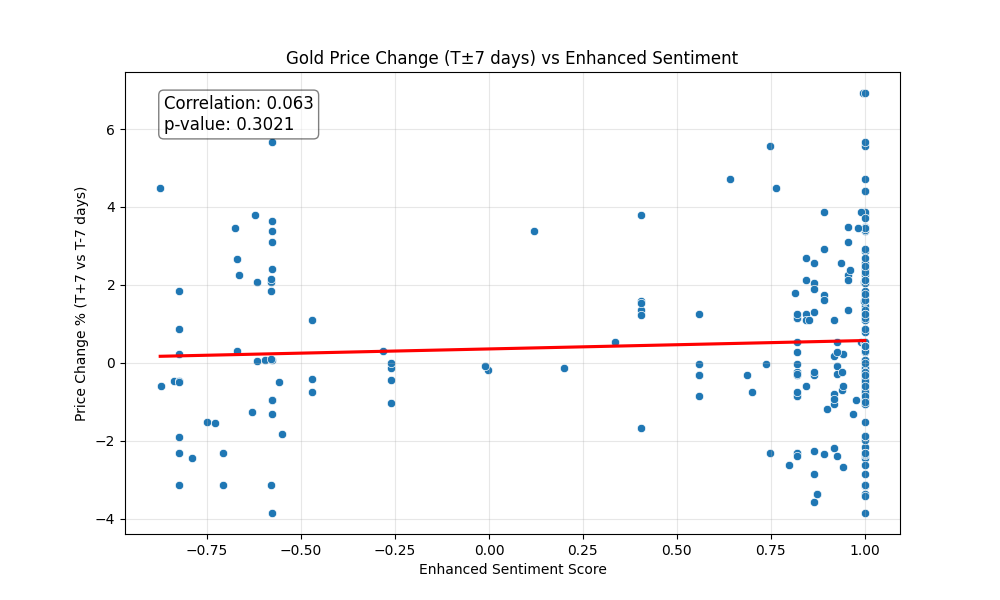 Gold Price Change (T±7 days) vs Enhanced Sentiment
Correlation: 0.063
p-value: 0.3021
Price Change % (T+7 vs T-7 days)
6
4
2
0
−2
−4
−0.75
−0.50
−0.25
0.00
0.25
0.50
0.75
1.00
Enhanced Sentiment Score